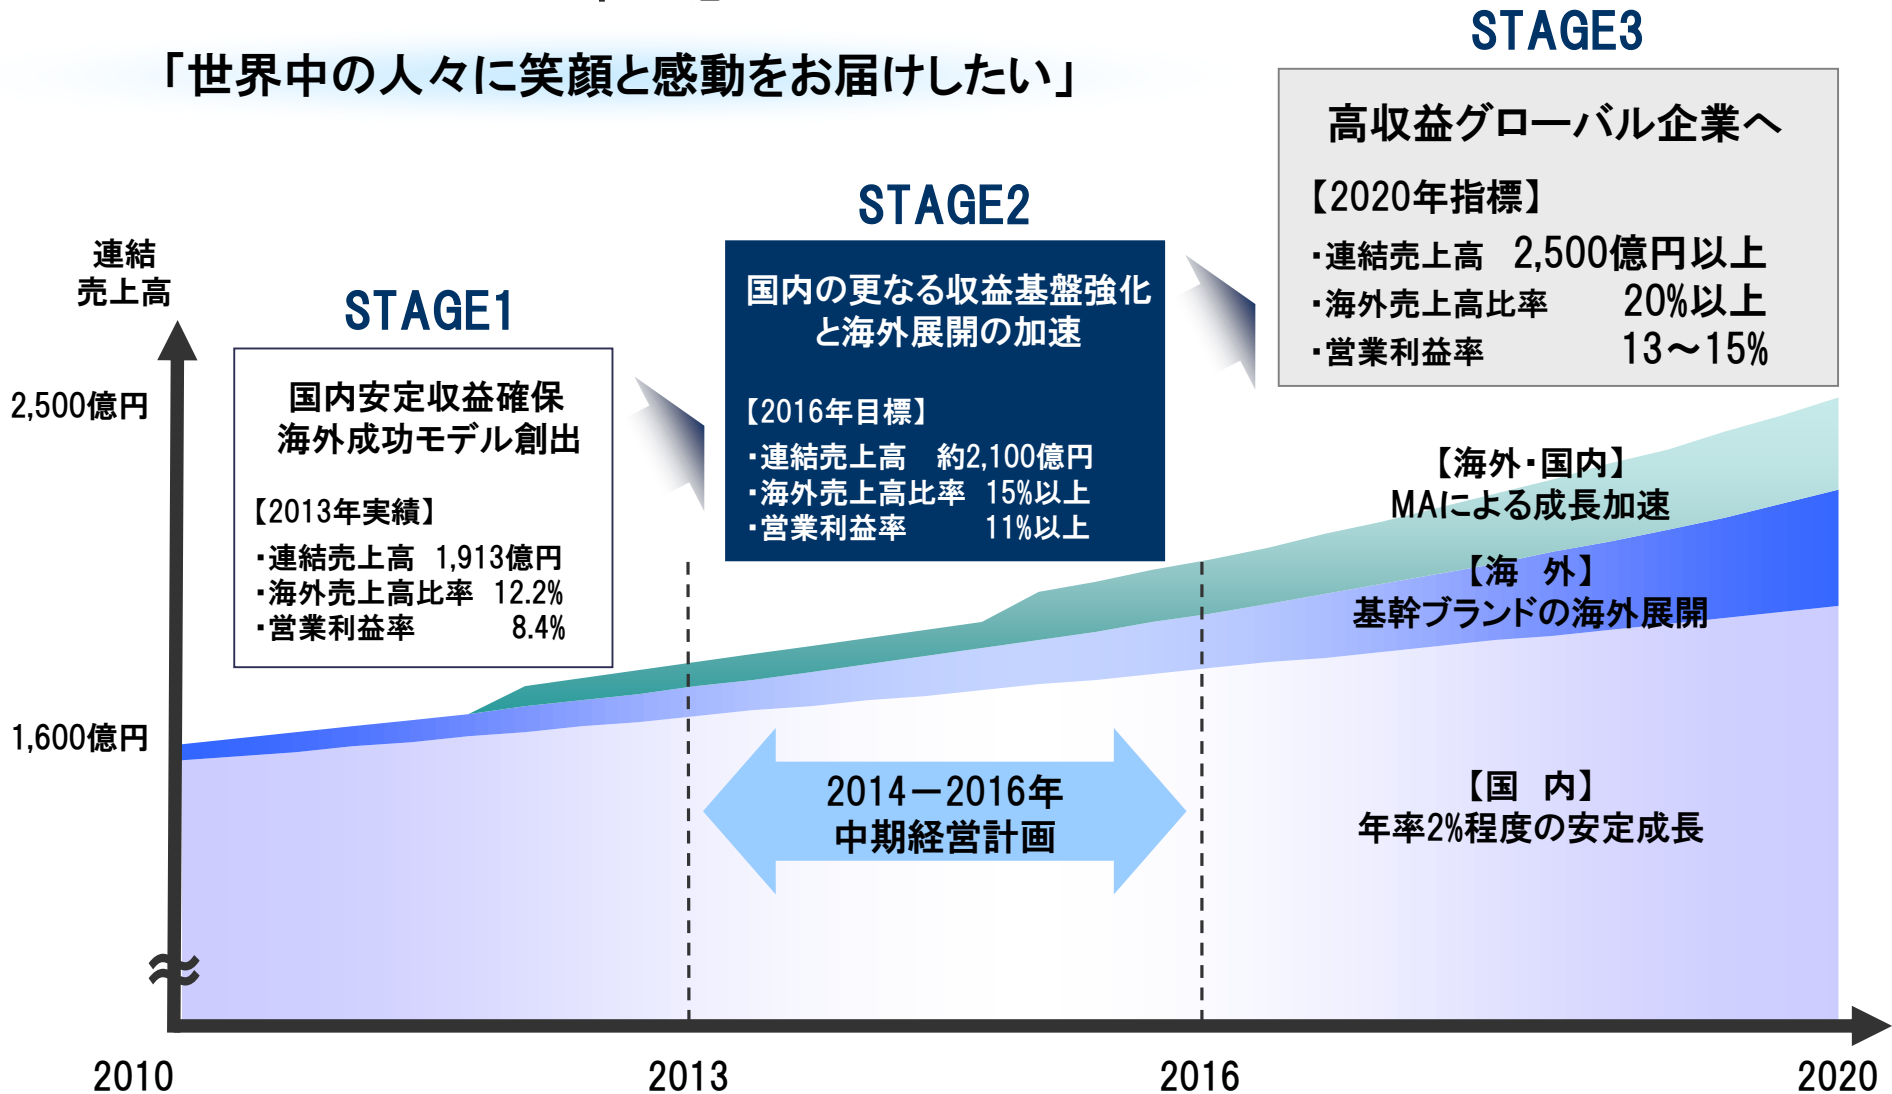 「世界中の人々に笑顔と感動をお届けしたい」
STAGE3
高収益グローバル企業へ
【2020年指標】
・連結売上高 2,500億円以上
・海外売上高比率 20%以上
・営業利益率 13～15%
STAGE2
国内の更なる収益基盤強化
と海外展開の加速
【2016年目標】
・連結売上高 約2,100億円
・海外売上高比率 15%以上
・営業利益率 11%以上
STAGE1
国内安定収益確保
海外成功モデル創出
【2013年実績】
・連結売上高 1,913億円
・海外売上高比率 12.2%
・営業利益率 8.4%
連結
売上高
2,500億円
1,600億円
【海外・国内】
MAによる成長加速
【海 外】
基幹ブランドの海外展開
【国 内】
年率2%程度の安定成長
2014－2016年
中期経営計画
2010
2013
2016
2020